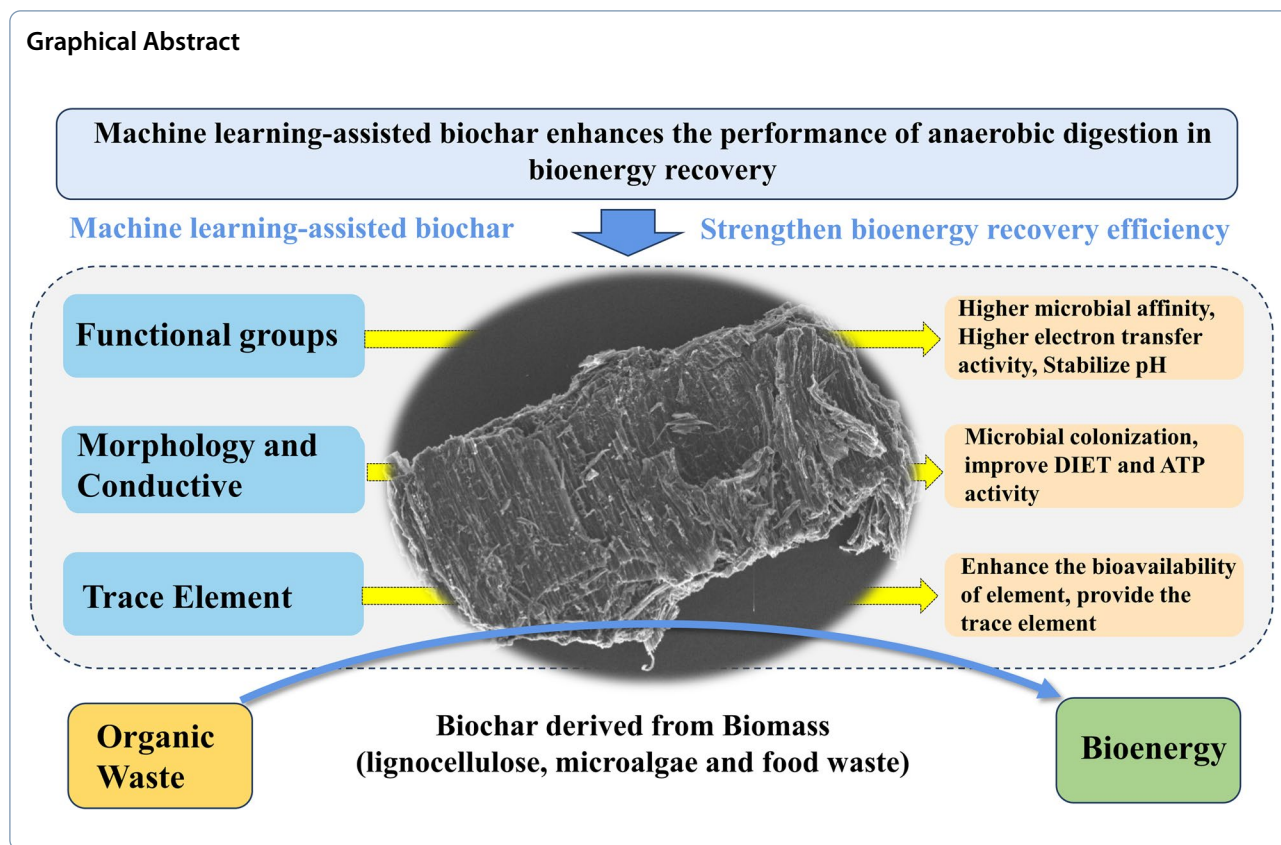 Graphical Abstract
Machine learning-assisted biochar enhances the performance of anaerobic digestion in
bioenergy recovery
Machine learning-assisted biochar
Strengthen bioenergy recovery efficiency
Functional groups
Higher microbial affinity,
Higher electron transfer
activity, Stabilize pH
Morphology and
Conductive
Microbial colonization,
improve DIET and ATP
activity
Trace Element
Enhance the bioavailability
of element, provide the
trace element
Organic
Waste
Biochar derived from Biomass
(lignocellulose, microalgae and food waste)
Bioenergy